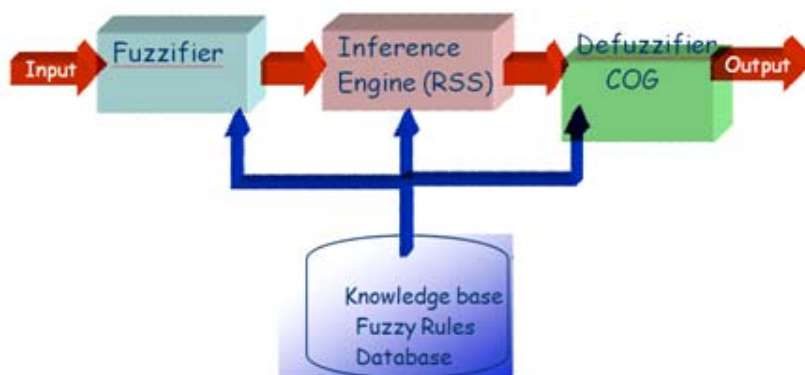 Input
Fuzzifier
Inference
Engine (RSS)
Defuzzifier
COG
Output
Knowledge base
Fuzzy Rules
Database